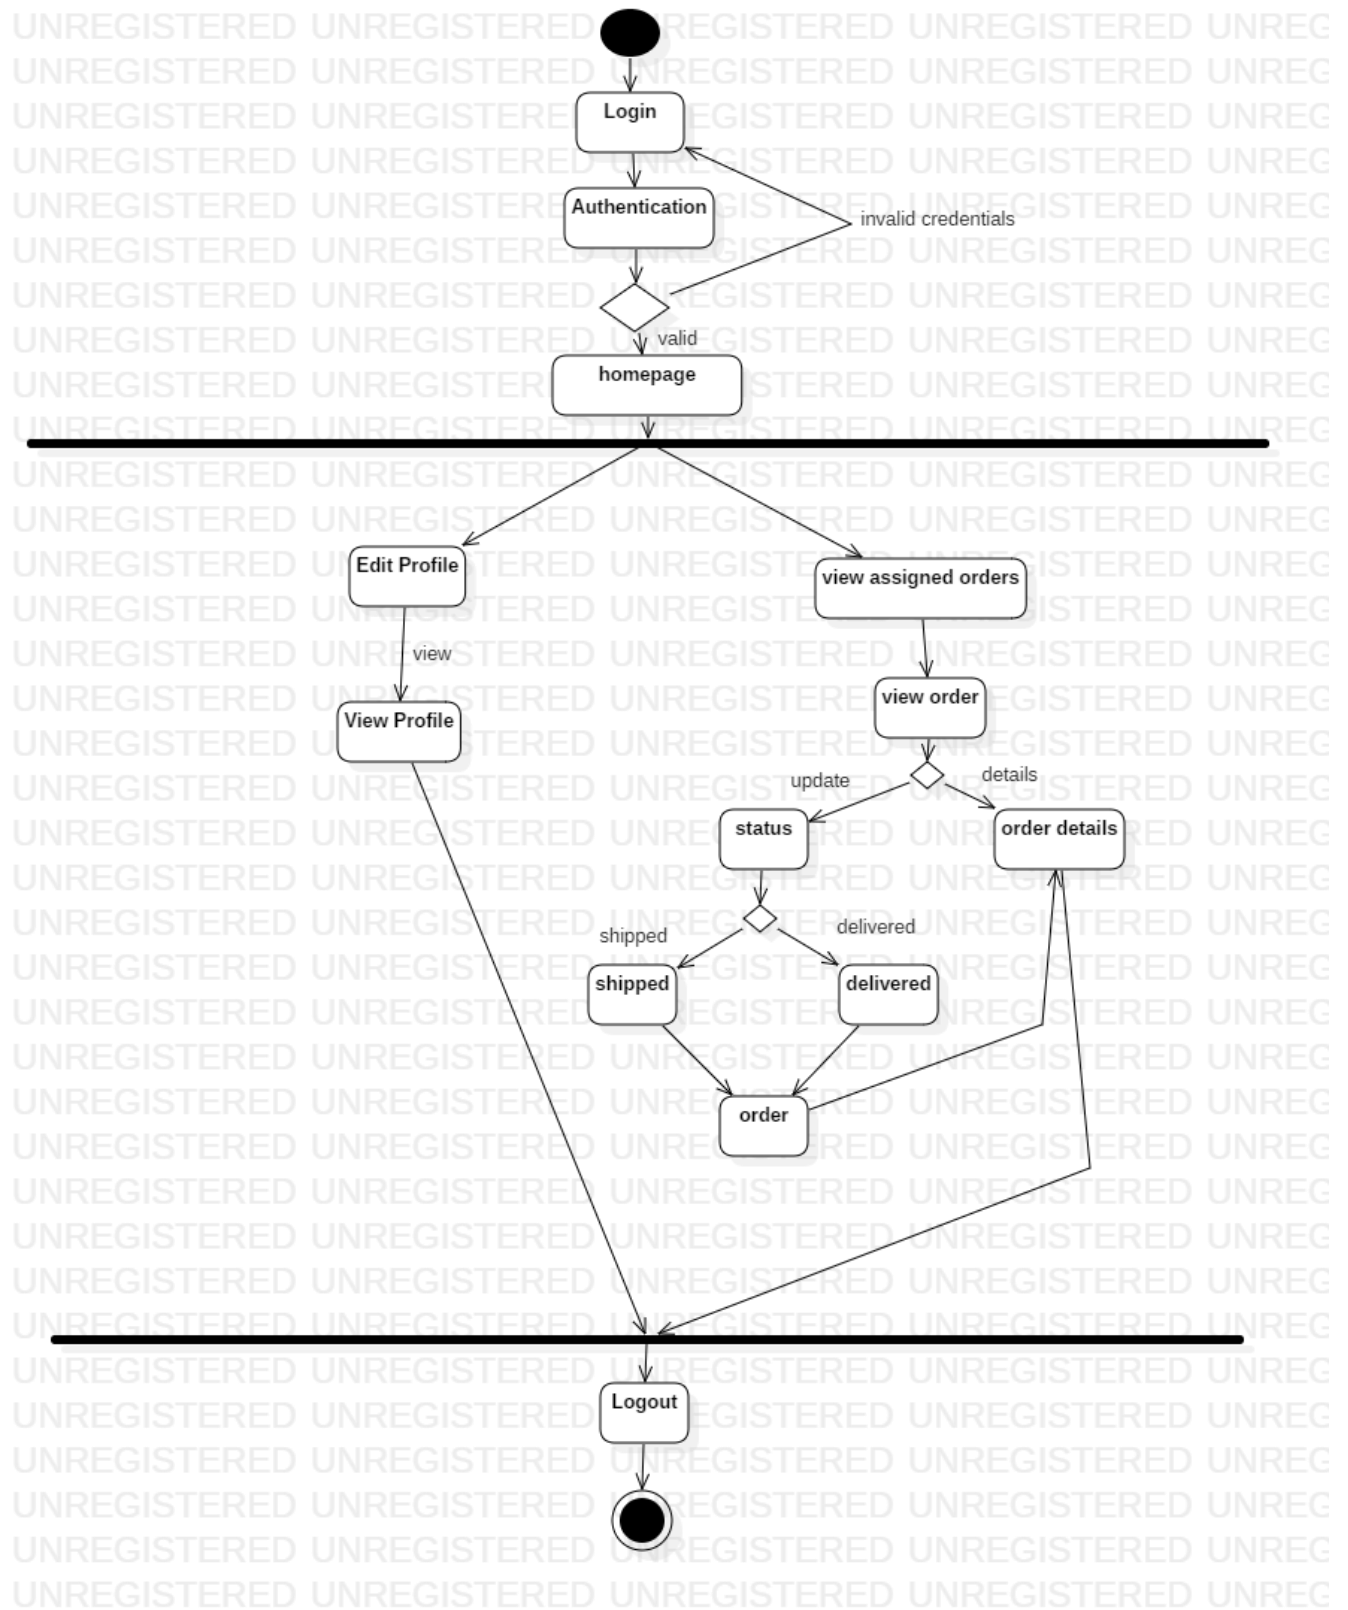 Login
Authentication
invalid credentials
valid
homepage
Edit Profile
view assigned orders
view
view order
View Profile
update
details
status
order details
shipped
delivered
shipped
delivered
order
Logout
UNREGISTERED